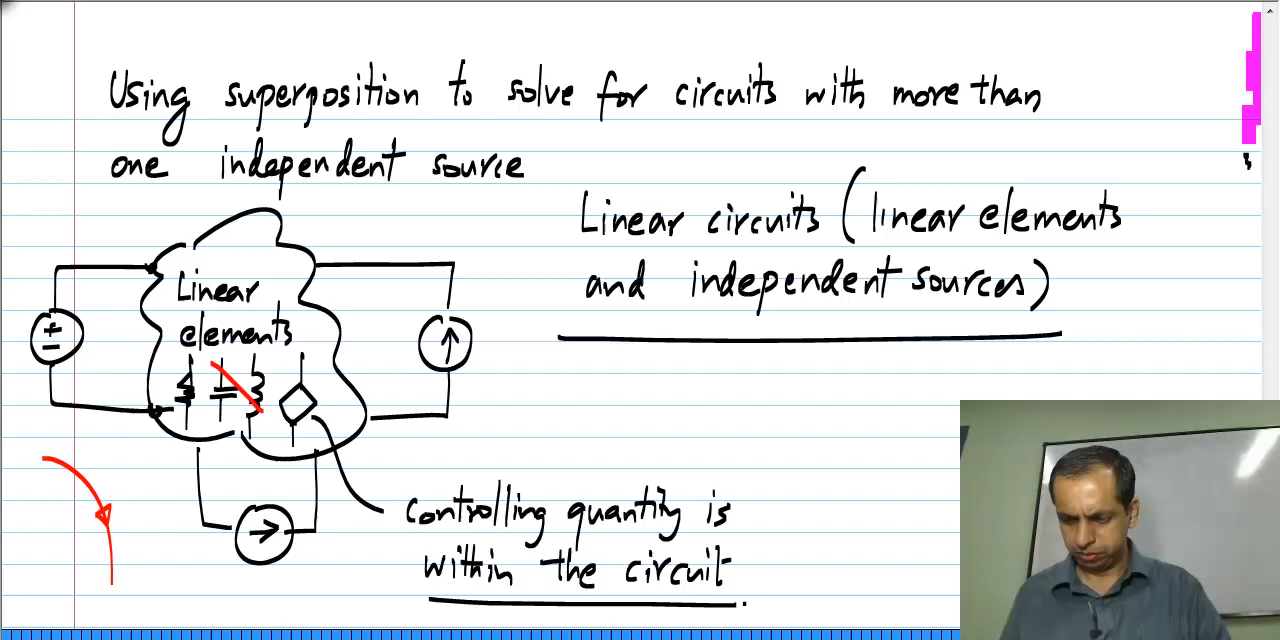 Using superposition to solve for circuits with more than
one independent source
Linear circuits (linear elements
and independent sources)
Linear
elements
controlling quantity is
within the circuit